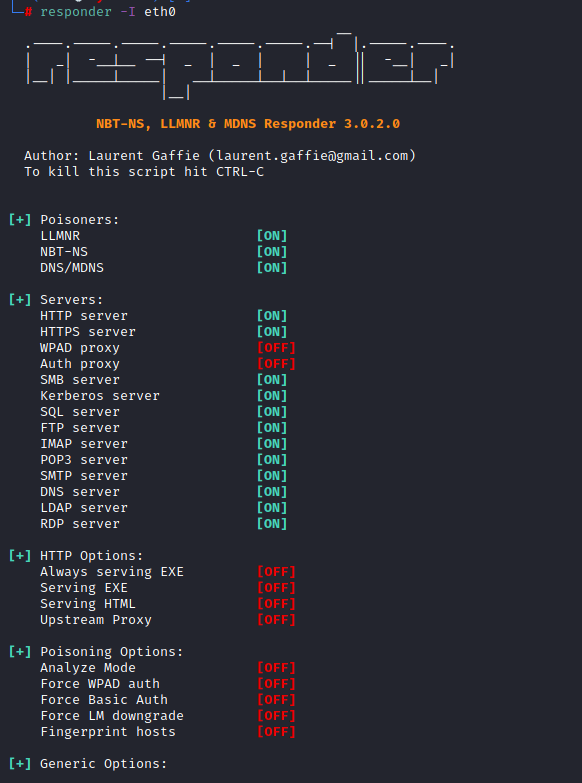 # responder -I eth0
NBT-NS, LLMNR & MDNS Responder 3.0.2.0
Author: Laurent Gaffie (laurent.gaffie@gmail.com)
To kill this script hit CTRL-C
[+] Poisoners:
LLMNR [ON]
NBT-NS [ON]
DNS/MDNS [ON]
[+] Servers:
HTTP server [ON]
HTTPS server [ON]
WPAD proxy [OFF]
Auth proxy [OFF]
SMB server [ON]
Kerberos server [ON]
SQL server [ON]
FTP server [ON]
IMAP server [ON]
POP3 server [ON]
SMTP server [ON]
DNS server [ON]
LDAP server [ON]
RDP server [ON]
[+] HTTP Options:
Always serving EXE [OFF]
Serving EXE [OFF]
Serving HTML [OFF]
Upstream Proxy [OFF]
[+] Poisoning Options:
Analyze Mode [OFF]
Force WPAD auth [OFF]
Force Basic Auth [OFF]
Force LM downgrade [OFF]
Fingerprint hosts [OFF]
[+] Generic Options: